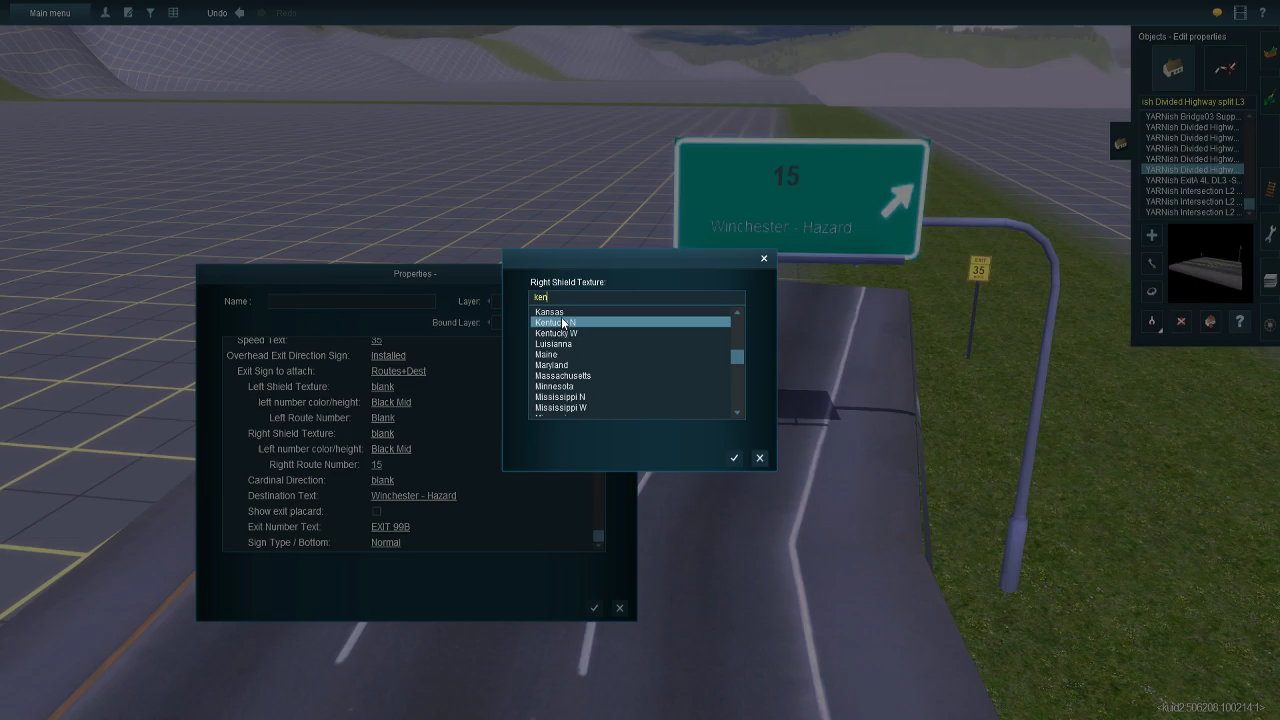 Main menu
Undo
Redo
?
Objects - Edit properties
ish Divided Highway split L3
YARNish Bridge03 Supp...
YARNish Divided Highw...
YARNish Divided Highw...
YARNish Divided Highw...
YARNish Divided Highw...
YARNish Divided Highw...
YARNish ExitA 4L DL3 -S...
YARNish Intersection L2 ...
YARNish Intersection L2 ...
YARNish Intersection L2 ...
?
15
Winchester - Hazard
EXIT
35
Properties -
Name :
Layer:
Bound Layer:
Speed Text: 35
Overhead Exit Direction Sign: Installed
Exit Sign to attach: Routes+Dest
Left Shield Texture: blank
left number color/height: Black Mid
Left Route Number: Blank
Right Shield Texture: blank
Left number color/height: Black Mid
Rightt Route Number: 15
Cardinal Direction: blank
Destination Text: Winchester - Hazard
Show exit placard:
Exit Number Text: EXIT 99B
Sign Type / Bottom: Normal
Right Shield Texture:
ken
Kansas
Kentucky N
Kentucky W
Luisianna
Maine
Maryland
Massachusetts
Minnesota
Mississippi N
Mississippi W
<kuid2:506208:100214:1>